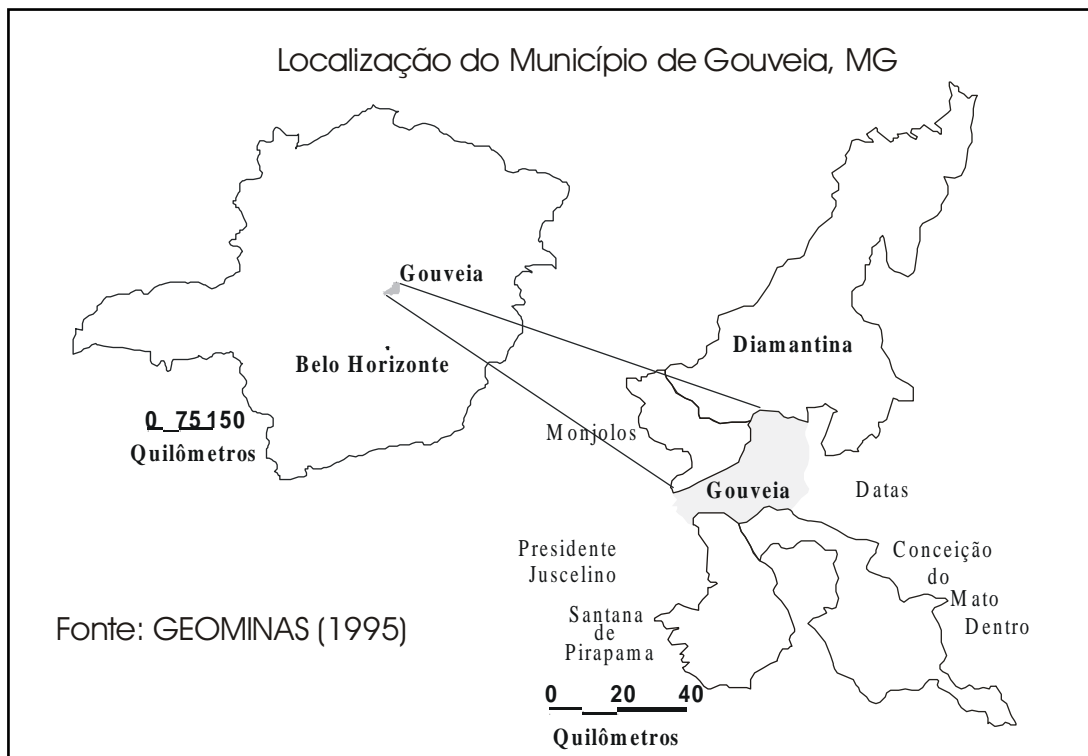 Localização do Município de Gouveia, MG
Gouveia
Belo Horizonte
0 75 150
Quilômetros
Diamantina
Monjolos
Gouveia
Datas
Presidente
Juscelino
Conceição
do
Mato
Dentro
Santana
de
Pirapama
Fonte: GEOMINAS (1995)
0 20 40
Quilômetros